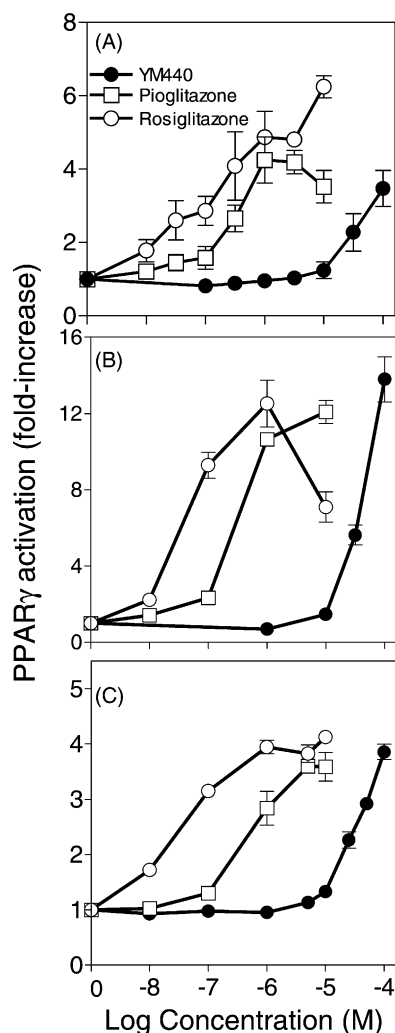 PPARγ activation (fold-increase)
8
(A)
YM440
Pioglitazone
Rosiglitazone
6
4
2
0
16
(B)
12
8
4
0
5
(C)
4
3
2
1
0
0 -8 -7 -6 -5 -4
Log Concentration (M)